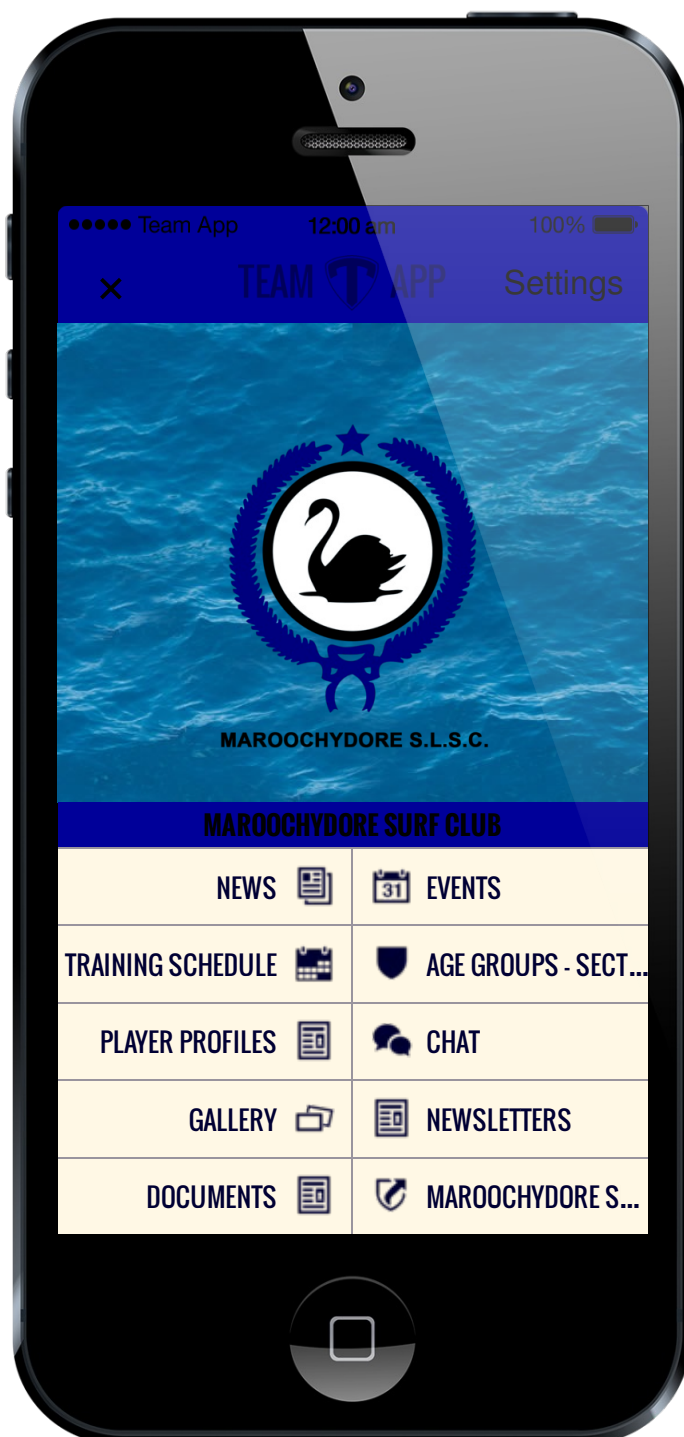 Team App 12:00 am 100%
× TEAM T APP Settings
MAROOCHYDORE S.L.S.C.
MAROOCHYDORE SURF CLUB
NEWS 31 EVENTS
TRAINING SCHEDULE AGE GROUPS - SECT...
PLAYER PROFILES CHAT
GALLERY NEWSLETTERS
DOCUMENTS MAROOCHYDORE S...